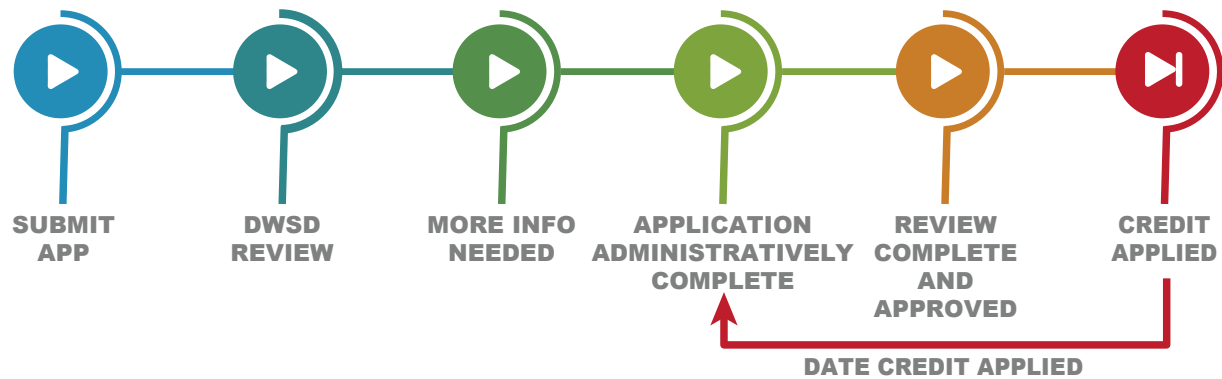 SUBMIT
APP
DWSD
REVIEW
MORE INFO
NEEDED
APPLICATION
ADMINISTRATIVELY
COMPLETE
REVIEW
COMPLETE
AND
APPROVED
CREDIT
APPLIED
DATE CREDIT APPLIED